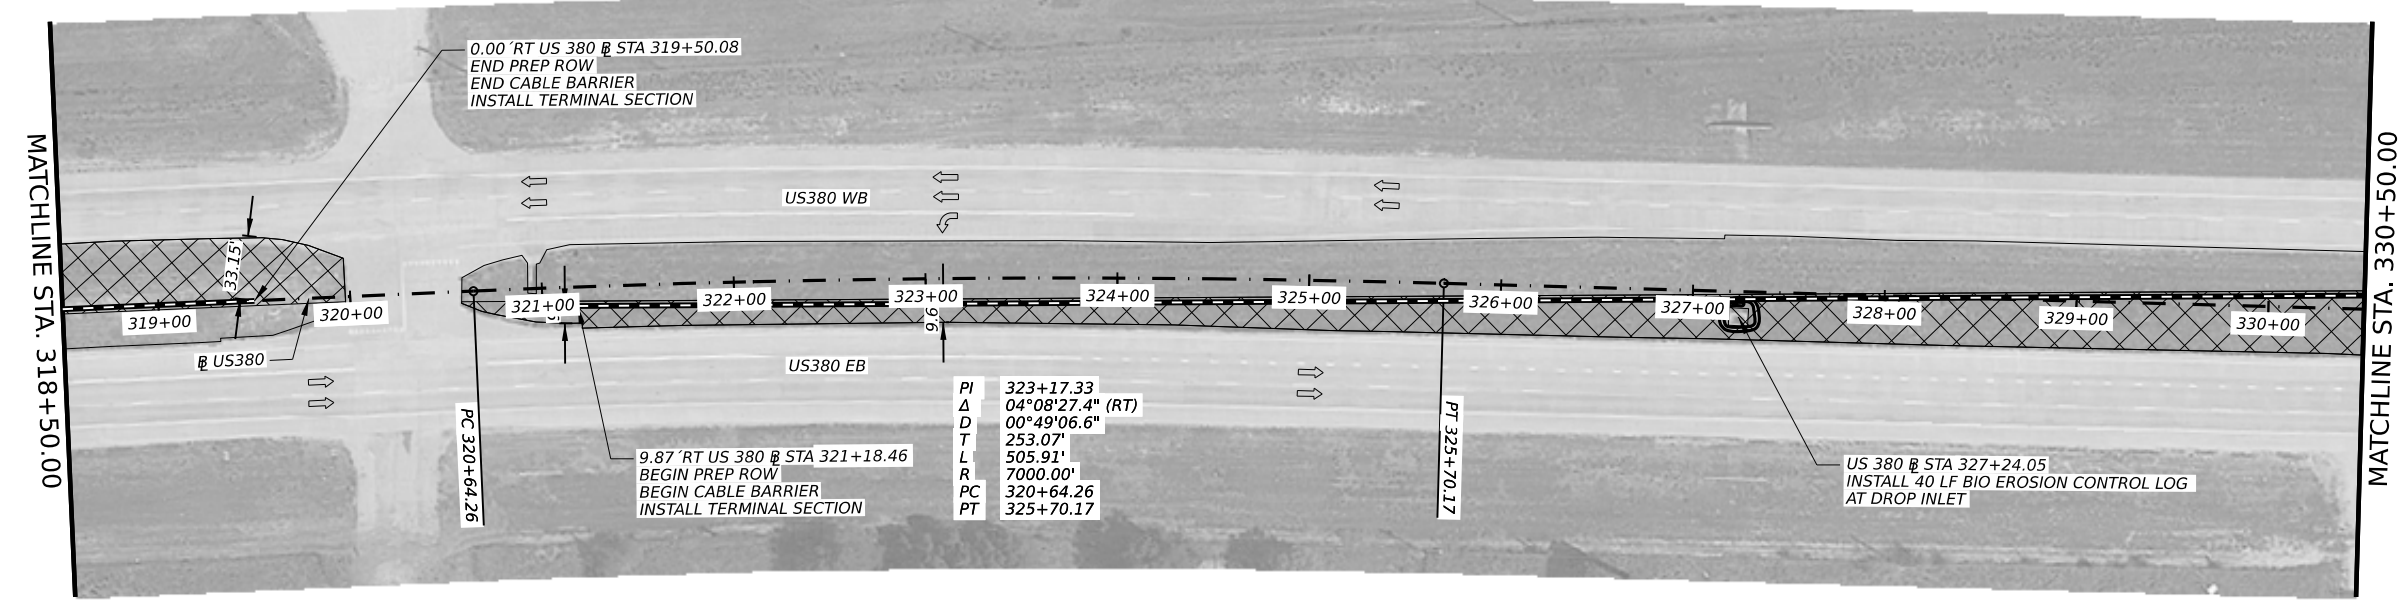 MATCHLINE STA. 318+50.00
0.00´RT US 380 ⅊ STA 319+50.08
END PREP ROW
END CABLE BARRIER
INSTALL TERMINAL SECTION
US380 WB
33.15'
319+00
320+00
321+00
322+00
323+00
324+00
325+00
326+00
327+00
328+00
329+00
330+00
US380
US380 EB
PC 320+64.26
9.87´RT US 380 STA 321+18.46
BEGIN PREP ROW
BEGIN CABLE BARRIER
INSTALL TERMINAL SECTION
PI 323+17.33
Δ 04°08'27.4" (RT)
D 00°49'06.6"
T 253.07'
L 505.91'
R 7000.00'
PC 320+64.26
PT 325+70.17
PT 325+70.17
US 380 STA 327+24.05
INSTALL 40 LF BIO EROSION CONTROL LOG
AT DROP INLET
MATCHLINE STA. 330+50.00